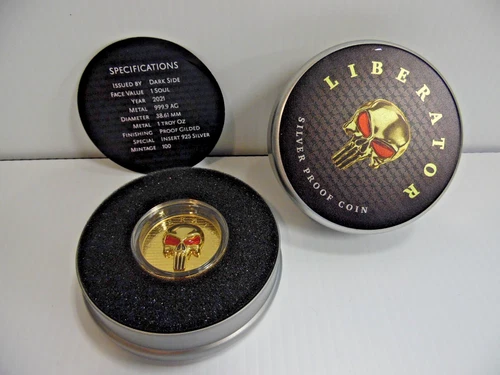 SPECIFICATIONS
ISSUED BY DARK SIDE
FACE VALUE 1 SOUL
YEAR 2021
METAL 999.9 AG
DIAMETER 38.61 MM
METAL 1 TROY OZ
FINISHING PROOF GILDED
SPECIAL INSERT 925 SILVER
MINTAGE 100
LIBERATOR
SILVER PROOF COIN